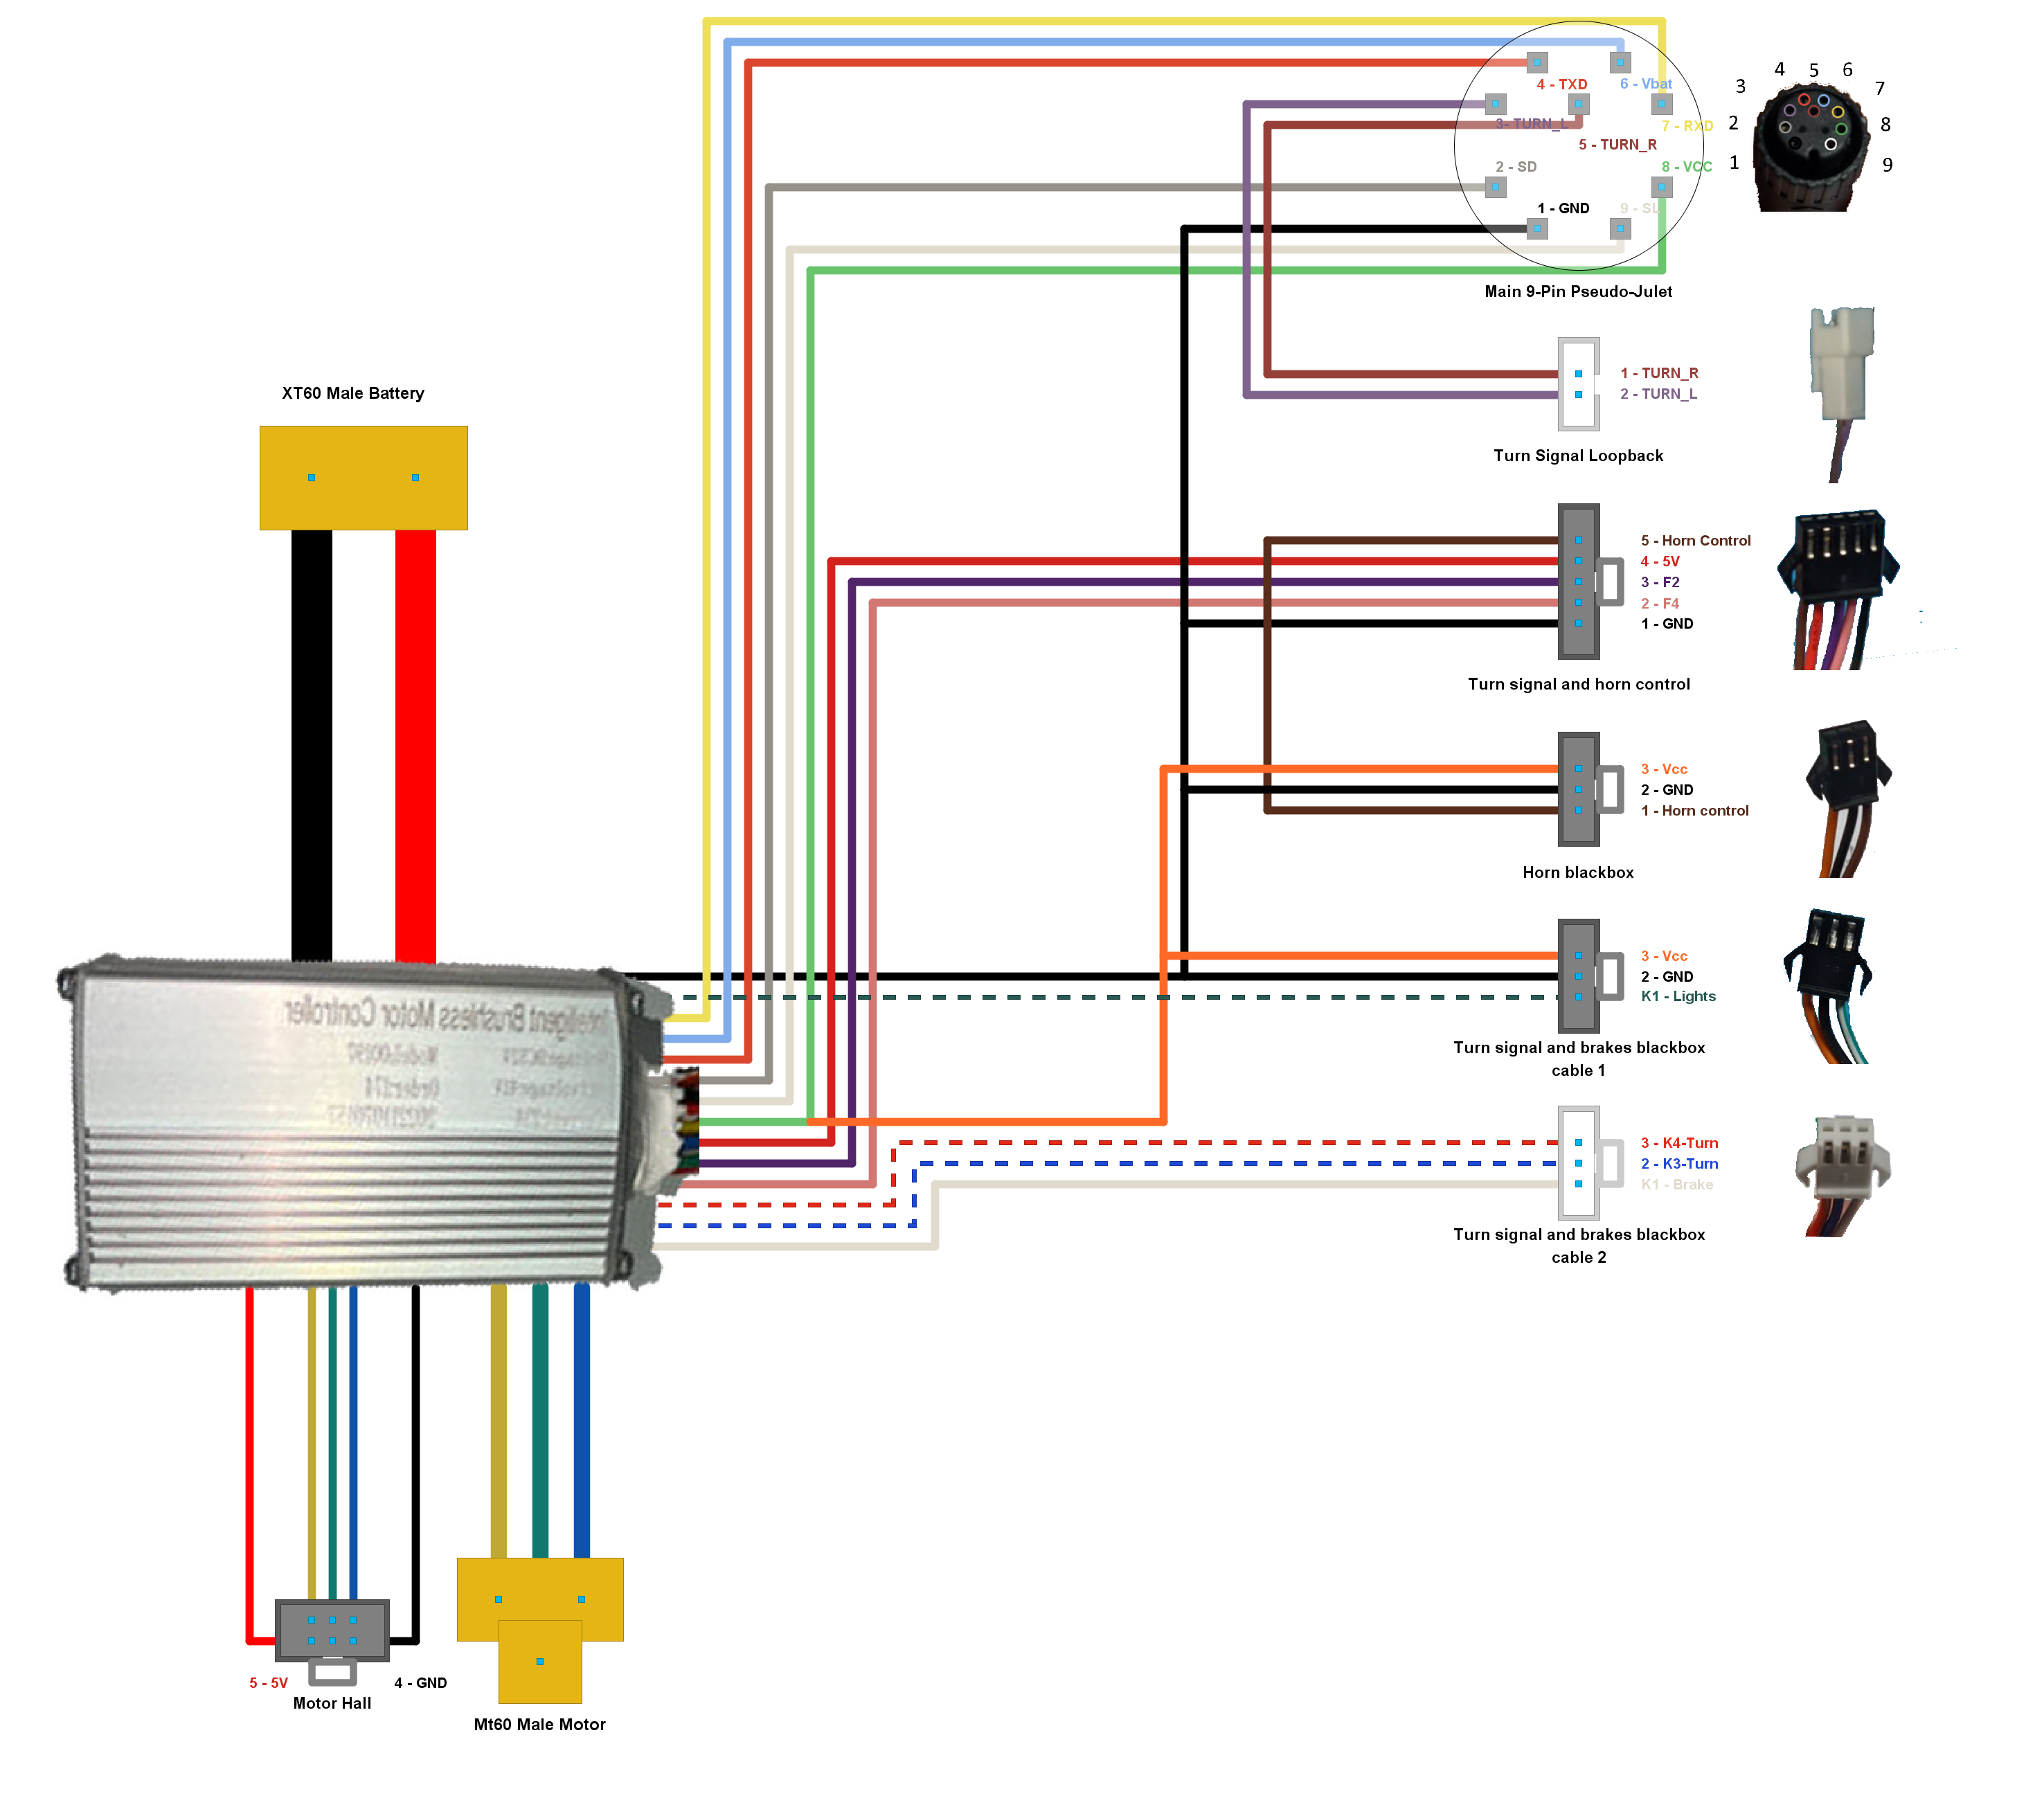 4
5
6
3
7
2
8
1
9
4 - TXD
6 - Vbat
3- TURN_L
7 - RXD
5 - TURN_R
2 - SD
8 - VCC
1 - GND
9 - SL
Main 9-Pin Pseudo-Julet
1 - TURN_R
2 - TURN_L
Turn Signal Loopback
XT60 Male Battery
5 - Horn Control
4 - 5V
3 - F2
2 - F4
1 - GND
Turn signal and horn control
3 - Vcc
2 - GND
1 - Horn control
Horn blackbox
3 - Vcc
2 - GND
K1 - Lights
Turn signal and brakes blackbox
cable 1
3 - K4-Turn
2 - K3-Turn
K1 - Brake
Turn signal and brakes blackbox
cable 2
Intelligent Brushless Motor Controller
5 - 5V
4 - GND
Motor Hall
Mt60 Male Motor